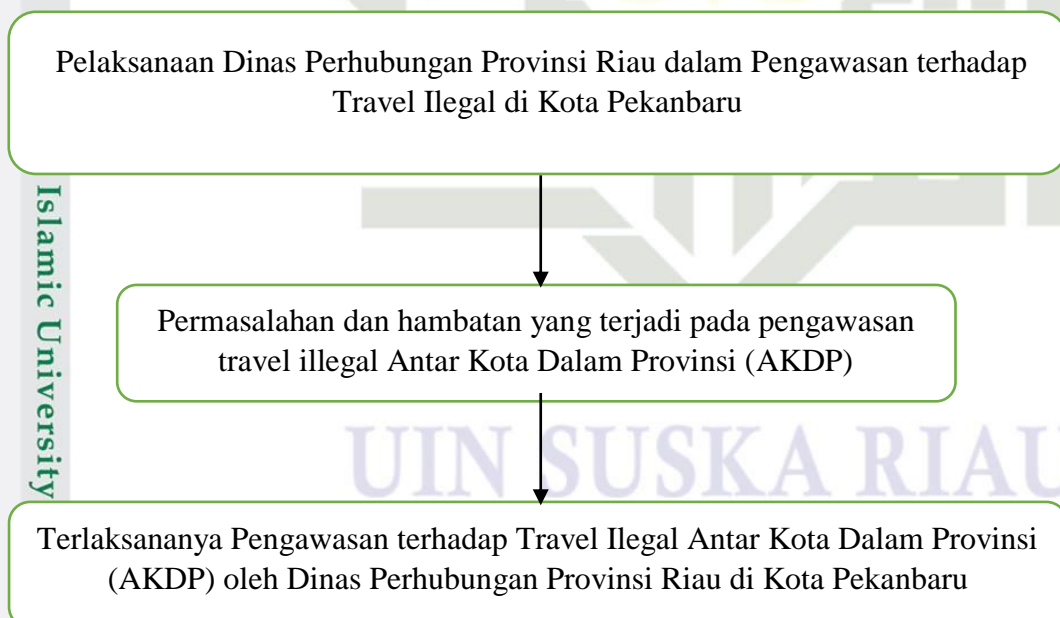 Pelaksanaan Dinas Perhubungan Provinsi Riau dalam Pengawasan terhadap
Travel Ilegal di Kota Pekanbaru
Islamic University
Permasalahan dan hambatan yang terjadi pada pengawasan
travel illegal Antar Kota Dalam Provinsi (AKDP)
UIN SUSKA RIAU
Terlaksananya Pengawasan terhadap Travel Ilegal Antar Kota Dalam Provinsi
(AKDP) oleh Dinas Perhubungan Provinsi Riau di Kota Pekanbaru